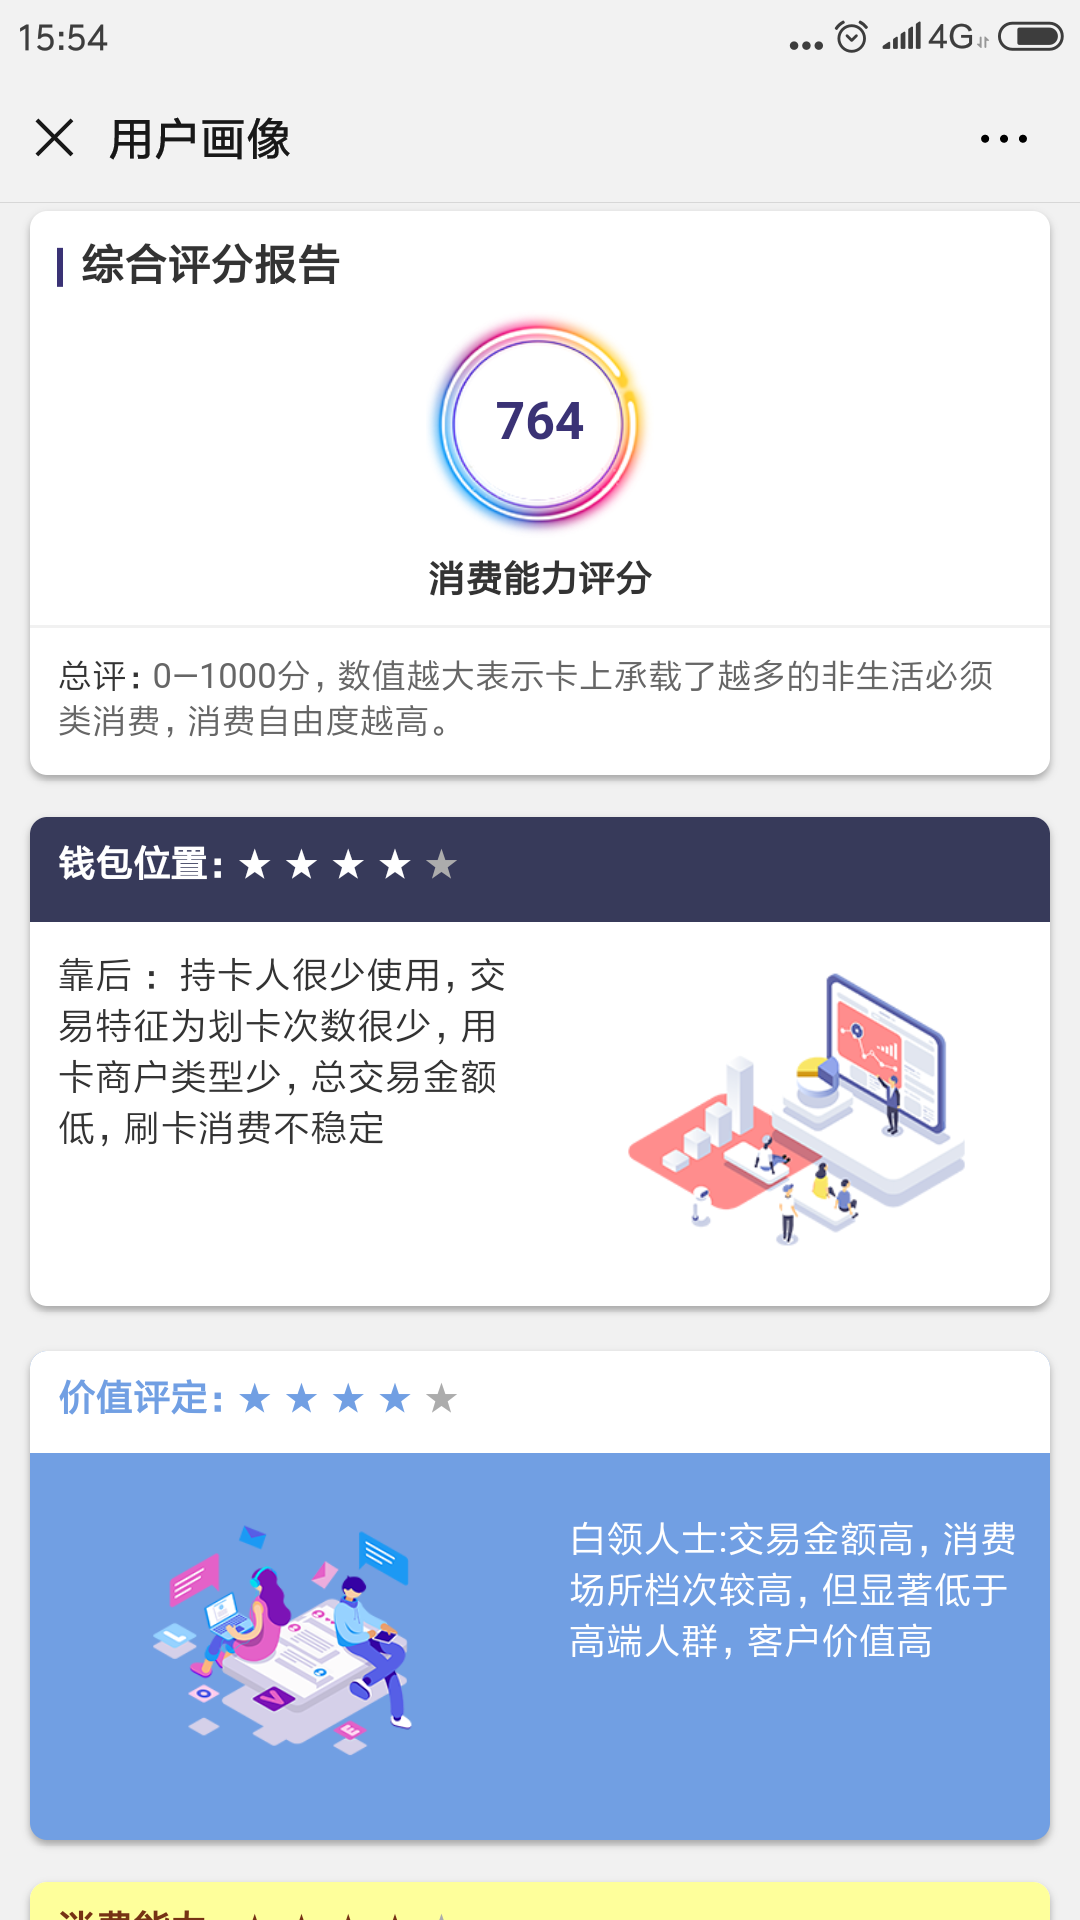 15:54
4G
用户画像
综合评分报告
764
消费能力评分
总评：0—1000分，数值越大表示卡上承载了越多的非生活必须
类消费，消费自由度越高。
钱包位置：★ ★ ★ ★ ★
靠后 ：持卡人很少使用，交
易特征为划卡次数很少，用
卡商户类型少，总交易金额
低，刷卡消费不稳定
价值评定：★ ★ ★ ★ ★
白领人士:交易金额高，消费
场所档次较高，但显著低于
高端人群，客户价值高
消费能力